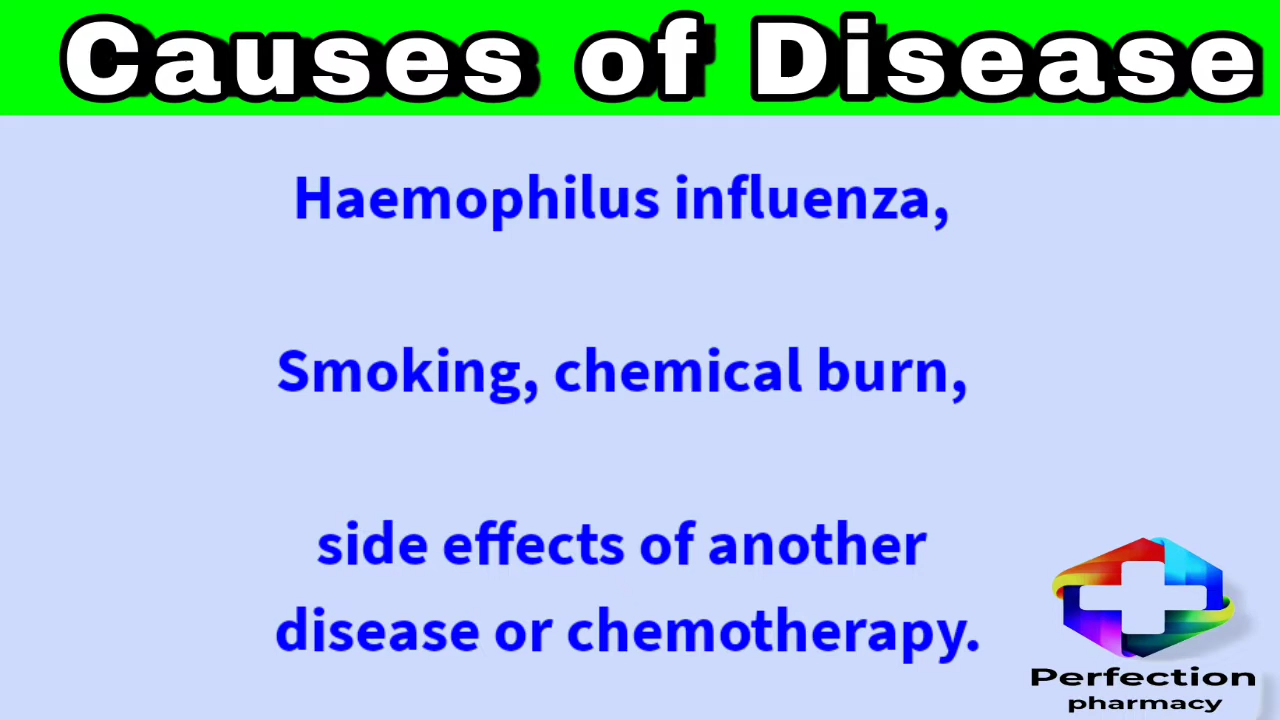 Causes of Disease
Haemophilus influenza,
Smoking, chemical burn,
side effects of another
disease or chemotherapy.
Perfection
pharmacy